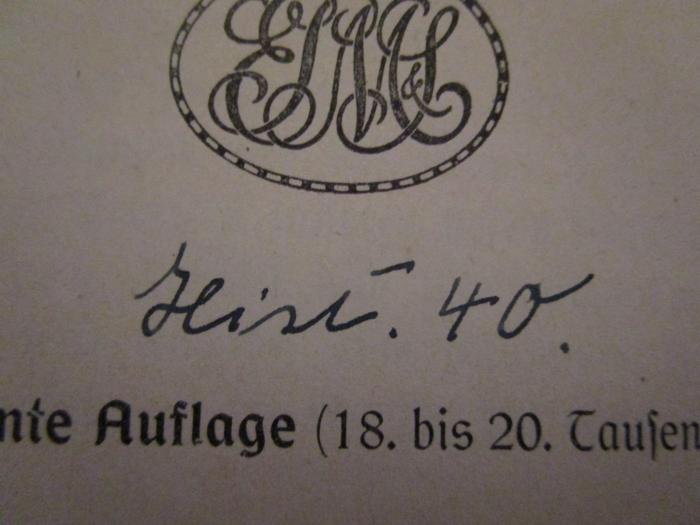 Hist. 40.
nte Auflage (18. bis 20. Tauſen